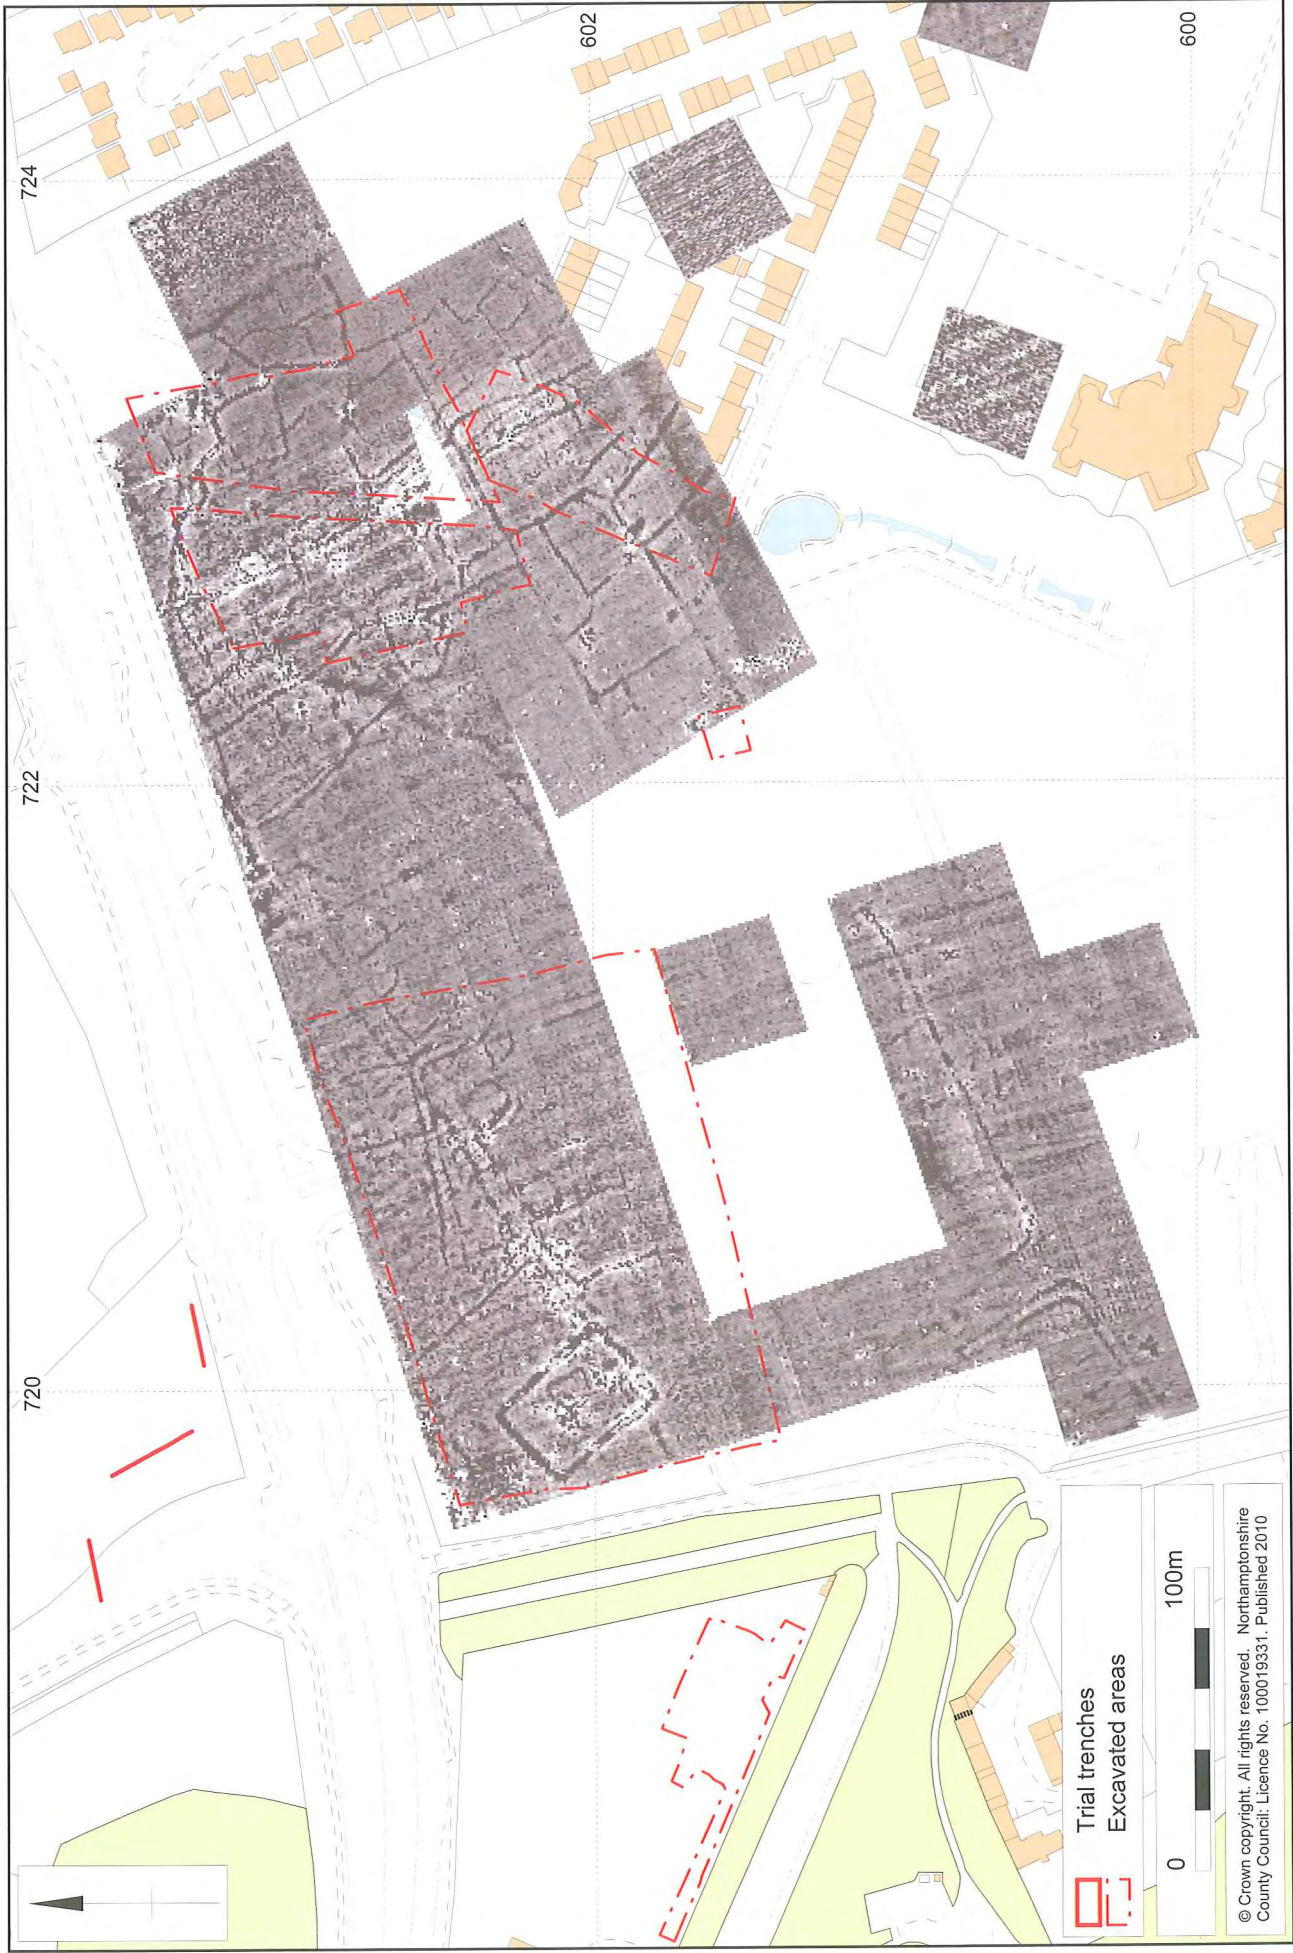 720
722
724
602
600
Trial trenches
Excavated areas
0
100m
© Crown copyright. All rights reserved. Northamptonshire
County Council: Licence No. 100019331. Published 2010